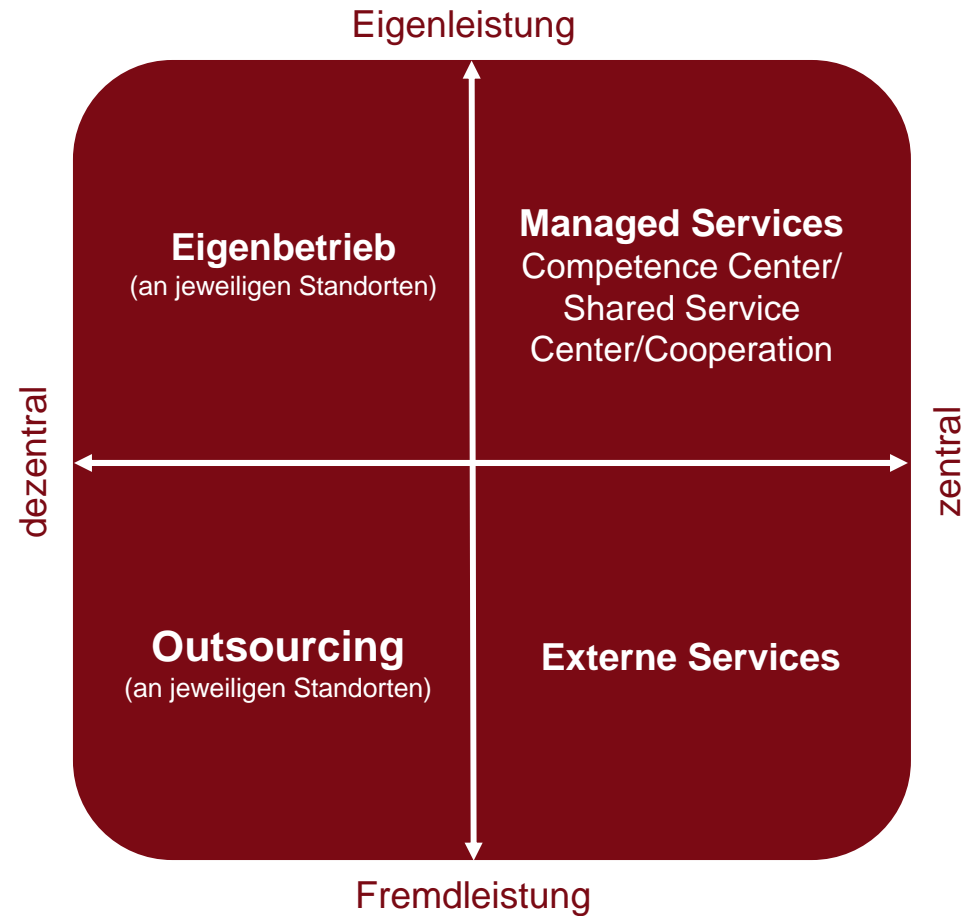 Eigenleistung
Eigenbetrieb
(an jeweiligen Standorten)
Managed Services
Competence Center/
Shared Service
Center/Cooperation
dezentral
zentral
Outsourcing
(an jeweiligen Standorten)
Externe Services
Fremdleistung